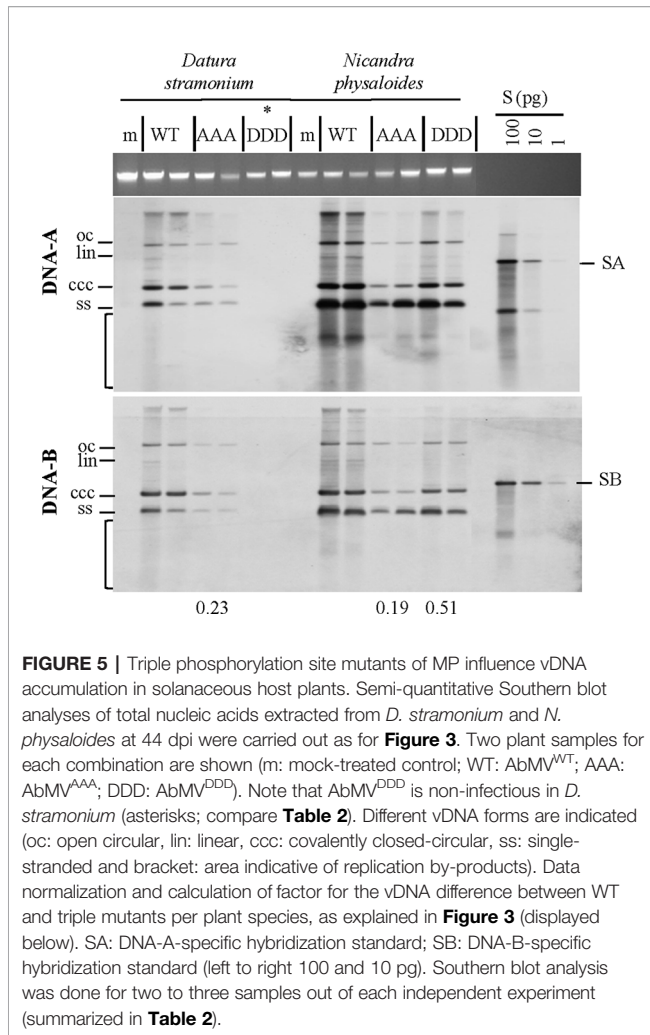 Datura stramonium
Nicandra physaloides
S (pg)
*
m WT AAA DDD m WT AAA DDD 100 10 1
DNA-A
oc
lin
ccc
ss
SA
DNA-B
oc
lin
ccc
ss
SB
0.23 0.19 0.51
FIGURE 5 | Triple phosphorylation site mutants of MP influence vDNA
accumulation in solanaceous host plants. Semi-quantitative Southern blot
analyses of total nucleic acids extracted from D. stramonium and N.
physaloides at 44 dpi were carried out as for Figure 3. Two plant samples for
each combination are shown (m: mock-treated control; WT: AbMVWT; AAA:
AbMVAAA; DDD: AbMVDDD). Note that AbMVDDD is non-infectious in D.
stramonium (asterisks; compare Table 2). Different vDNA forms are indicated
(oc: open circular, lin: linear, ccc: covalently closed-circular, ss: single-
stranded and bracket: area indicative of replication by-products). Data
normalization and calculation of factor for the vDNA difference between WT
and triple mutants per plant species, as explained in Figure 3 (displayed
below). SA: DNA-A-specific hybridization standard; SB: DNA-B-specific
hybridization standard (left to right 100 and 10 pg). Southern blot analysis
was done for two to three samples out of each independent experiment
(summarized in Table 2).